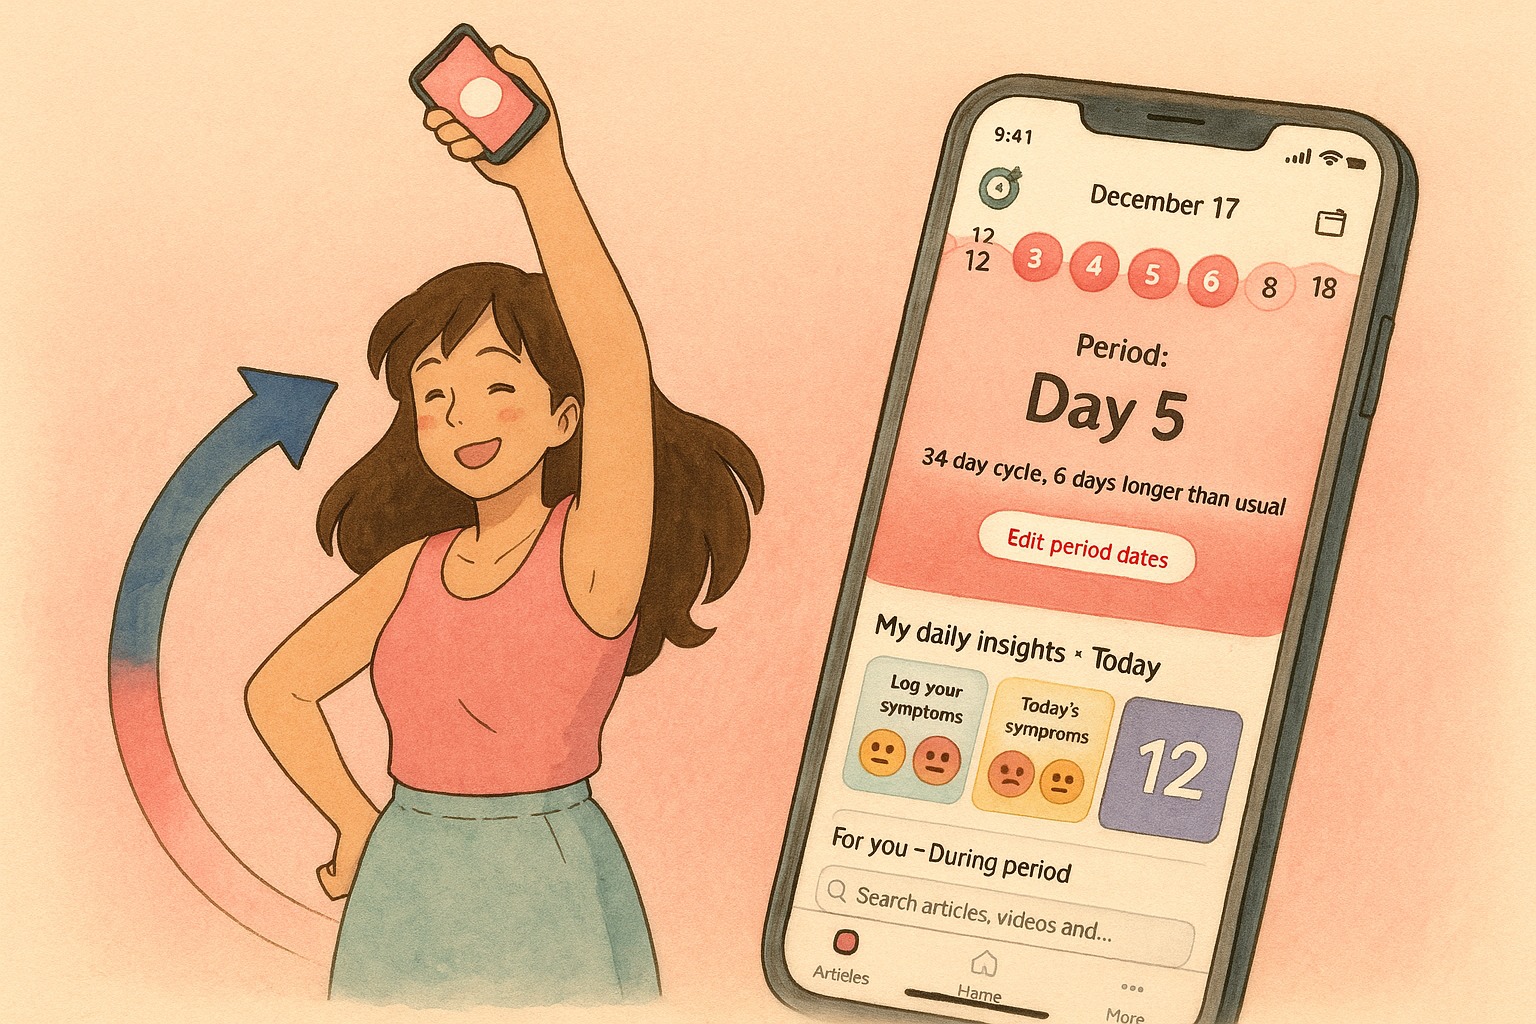 9:41
4
December 17
12
12 3 4 5 6 8 18
Period:
Day 5
34 day cycle, 6 days longer than usual
Edit period dates
My daily insights · Today
Log your
symptoms
Today's
symproms
12
For you – During period
Search articles, videos and...
Artieles
Hame
More